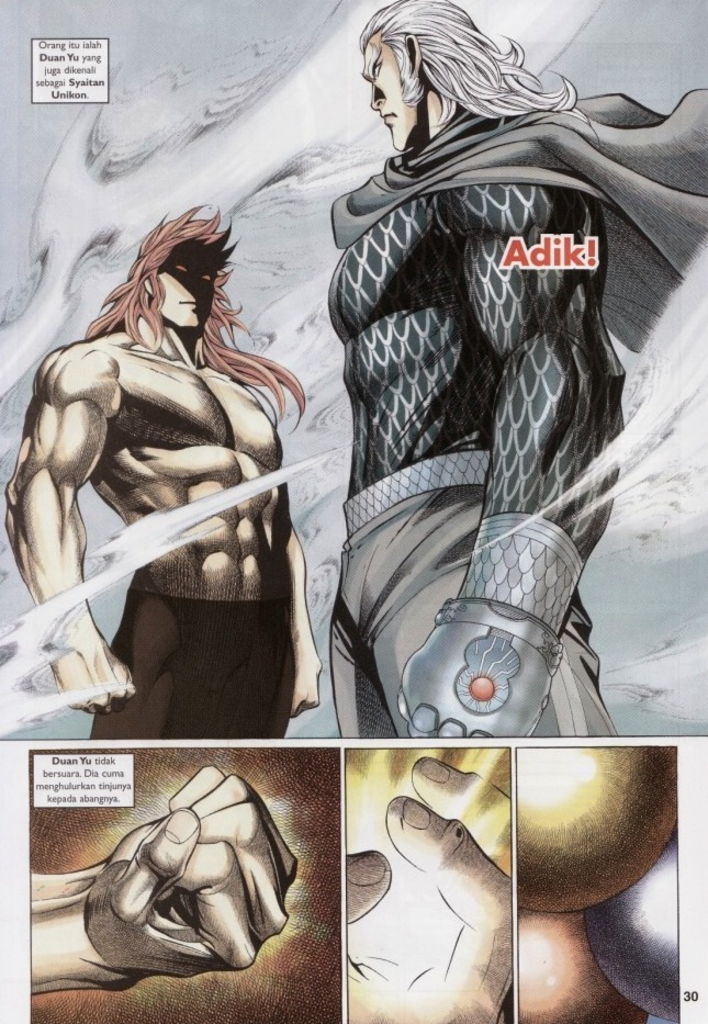 Orang itu ialah
Duan Yu yang
juga dikenali
sebagai Syaitan
Unikon.
Adik!
Duan Yu tidak
bersuara. Dia cuma
menghulurkan tinjunya
kepada abangnya.
30